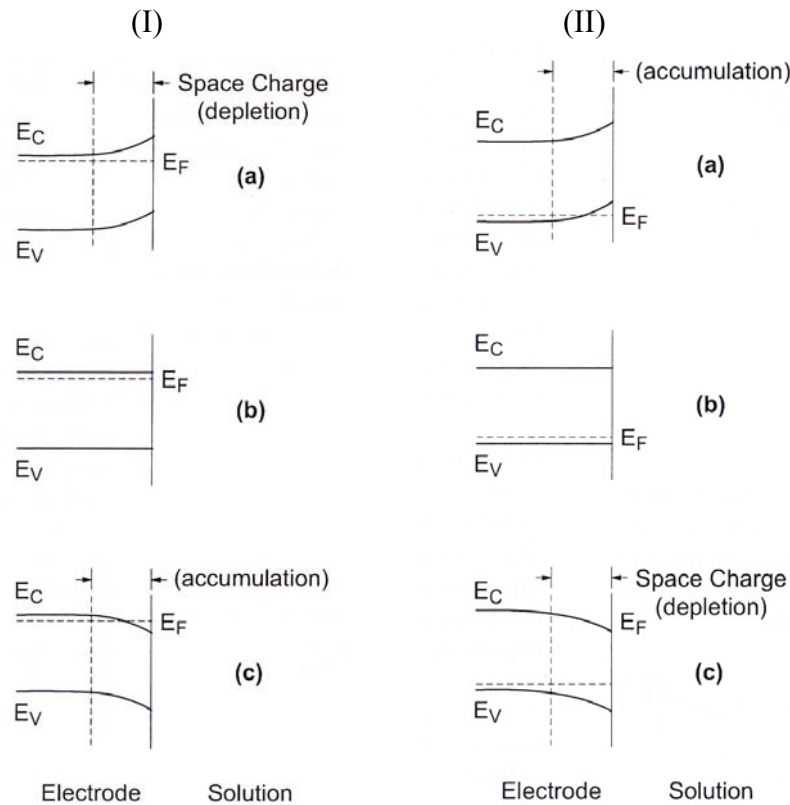 (I)
Space Charge
(depletion)
E_C
E_F
(a)
E_V
E_C
E_F
(b)
E_V
(accumulation)
E_C
E_F
(c)
E_V
Electrode
Solution
(II)
(accumulation)
E_C
(a)
E_F
E_V
E_C
(b)
E_F
E_V
Space Charge
(depletion)
E_C
E_F
(c)
E_V
Electrode
Solution